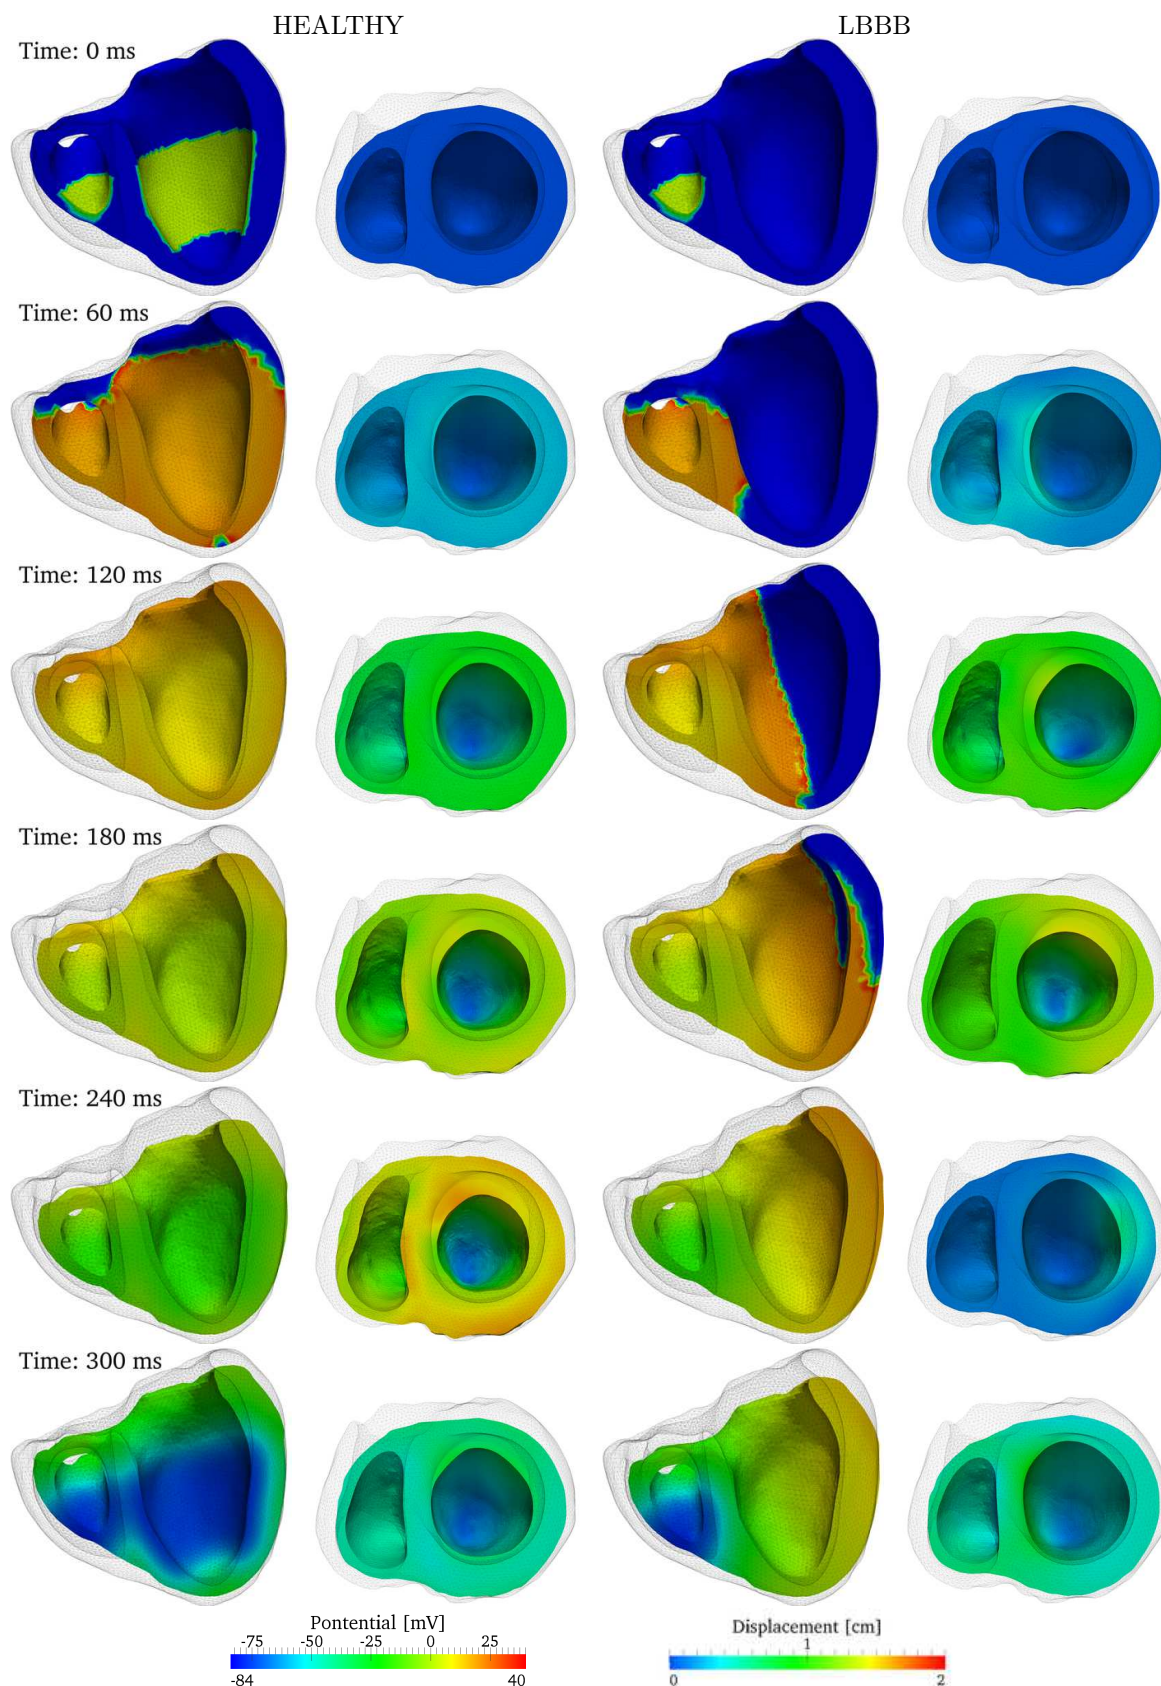 HEALTHY LBBB
Time: 0 ms
Time: 60 ms
Time: 120 ms
Time: 180 ms
Time: 240 ms
Time: 300 ms
Pontential [mV] Displacement [cm]
-75 -50 -25 0 25 1
-84 40 0 2